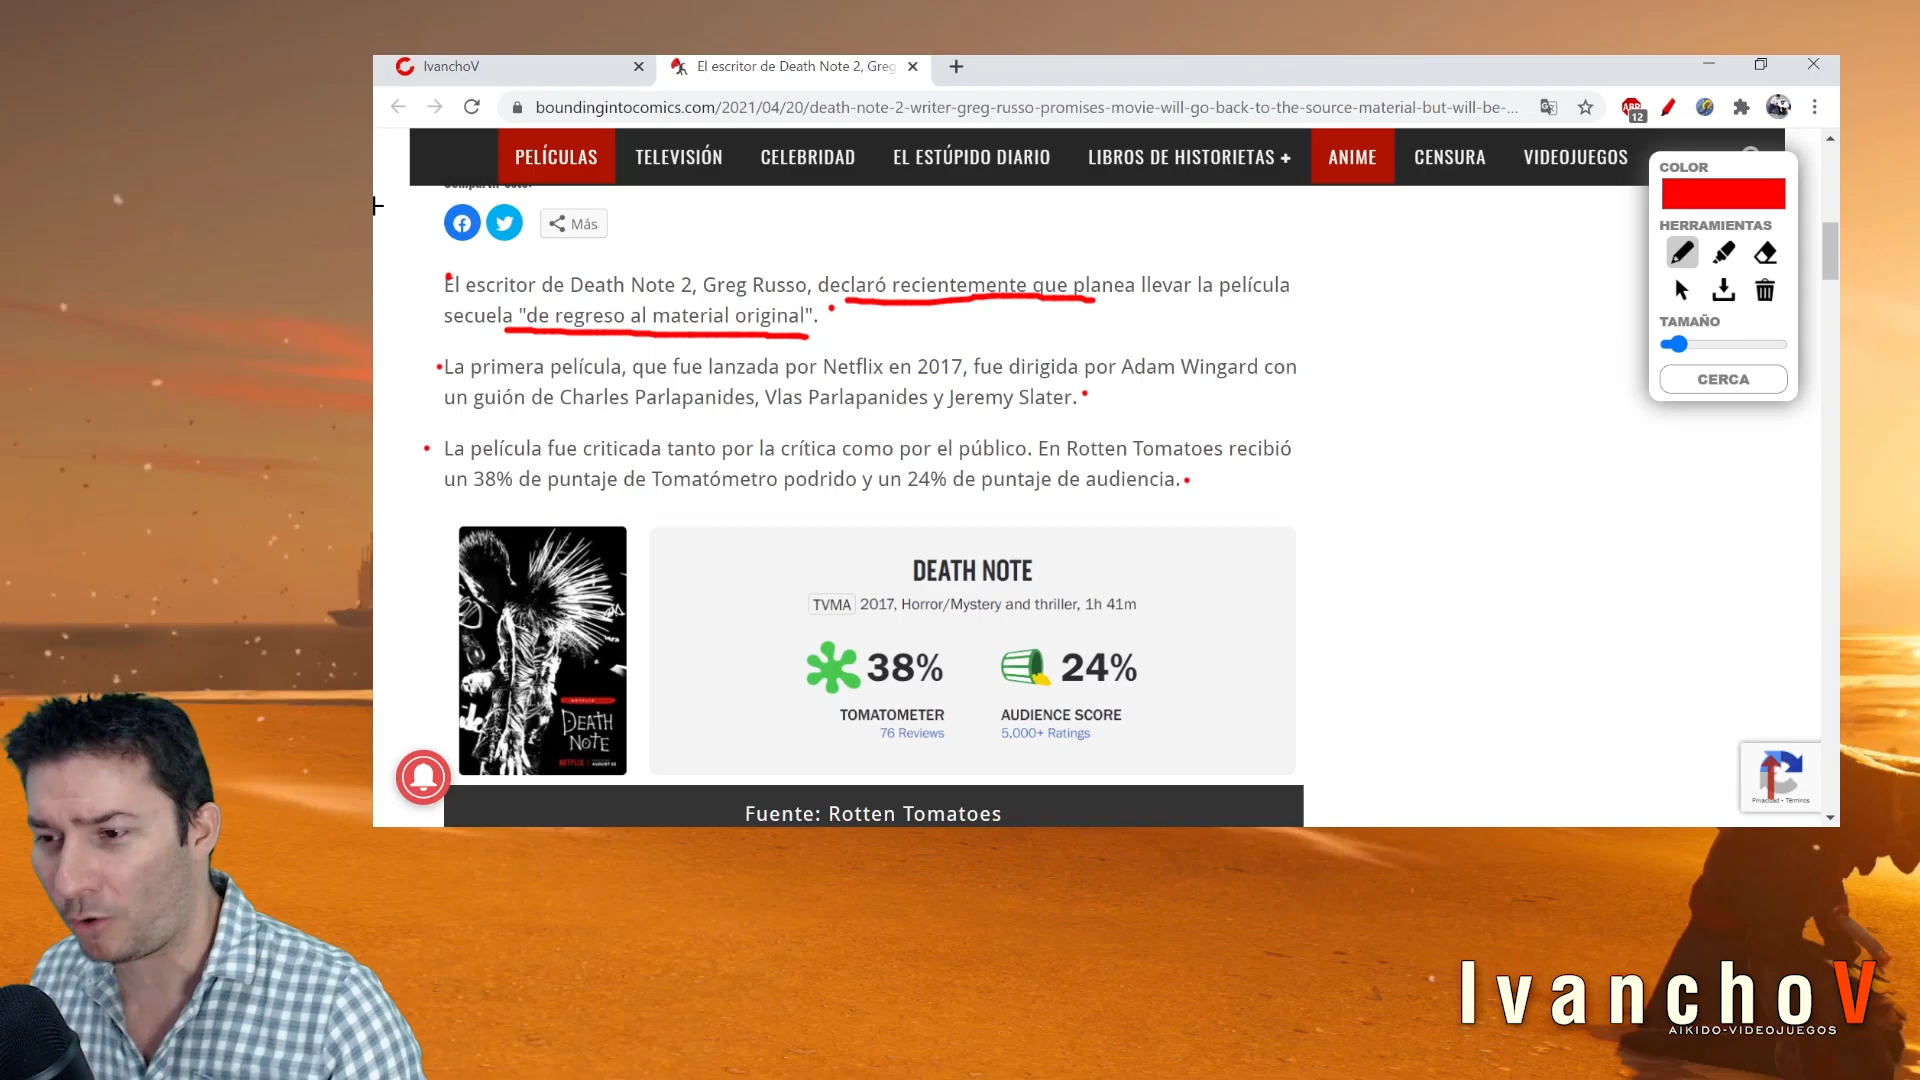 IvanchoV
El escritor de Death Note 2, Greg
boundingintocomics.com/2021/04/20/death-note-2-writer-greg-russo-promises-movie-will-go-back-to-the-source-material-but-will-be-...
ABP
12
PELÍCULAS TELEVISIÓN CELEBRIDAD EL ESTÚPIDO DIARIO LIBROS DE HISTORIETAS + ANIME CENSURA VIDEOJUEGOS
COLOR
HERRAMIENTAS
TAMAÑO
CERCA
Más
El escritor de Death Note 2, Greg Russo, declaró recientemente que planea llevar la película
secuela "de regreso al material original".
La primera película, que fue lanzada por Netflix en 2017, fue dirigida por Adam Wingard con
un guión de Charles Parlapanides, Vlas Parlapanides y Jeremy Slater.
La película fue criticada tanto por la crítica como por el público. En Rotten Tomatoes recibió
un 38% de puntaje de Tomatómetro podrido y un 24% de puntaje de audiencia.
DEATH NOTE
TVMA 2017, Horror/Mystery and thriller, 1h 41m
38% 24%
TOMATOMETER AUDIENCE SCORE
76 Reviews 5,000+ Ratings
DEATH
NOTE
NETFLIX
Privacidad • Términos
Fuente: Rotten Tomatoes
IvanchoV
AIKIDO-VIDEOJUEGOS